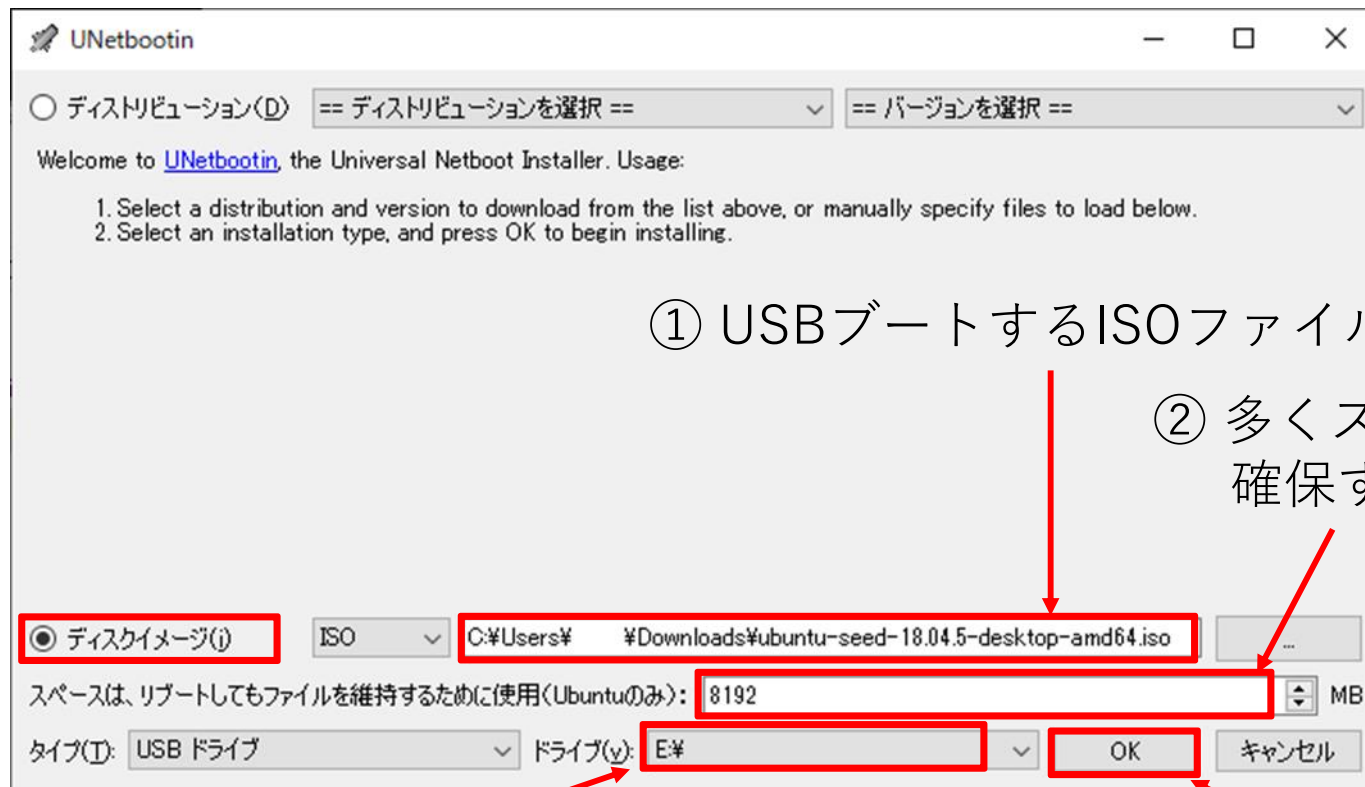 UNetbootin
ディストリビューション(D) == ディストリビューションを選択 == == バージョンを選択 ==
Welcome to UNetbootin, the Universal Netboot Installer. Usage:
1. Select a distribution and version to download from the list above, or manually specify files to load below.
2. Select an installation type, and press OK to begin installing.
① USBブートするISOファイル
② 多くス
確保す
ディスクイメージ(i) ISO C:¥Users¥ ¥Downloads¥ubuntu-seed-18.04.5-desktop-amd64.iso ...
スペースは、リブートしてもファイルを維持するために使用(Ubuntuのみ): 8192 MB
タイプ(T): USB ドライブ ドライブ(v): E:¥ OK キャンセル